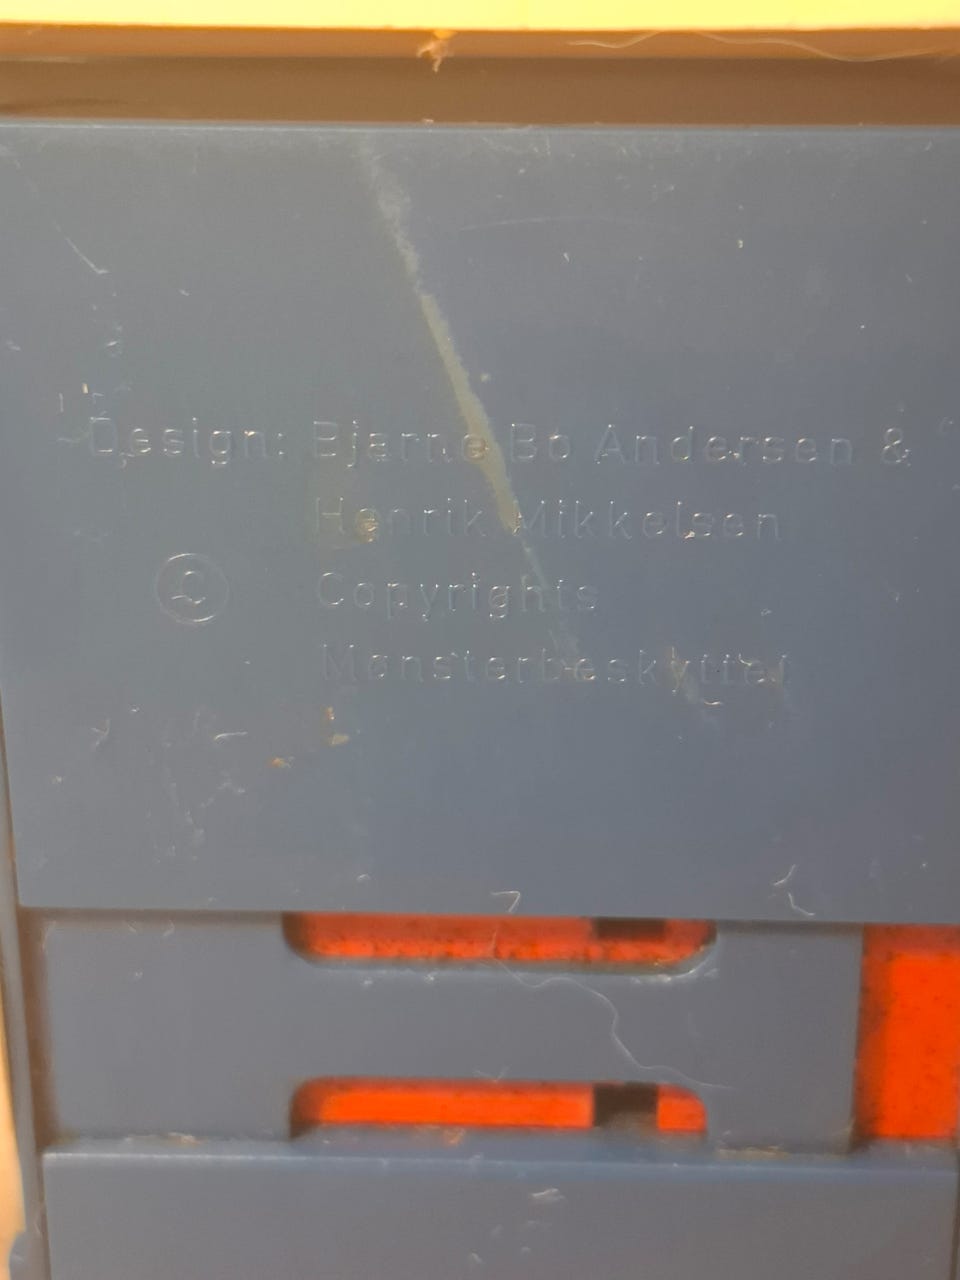 Design: Bjarne Bo Andersen &
Henrik Mikkelsen
© Copyrights
Mønsterbeskyttet